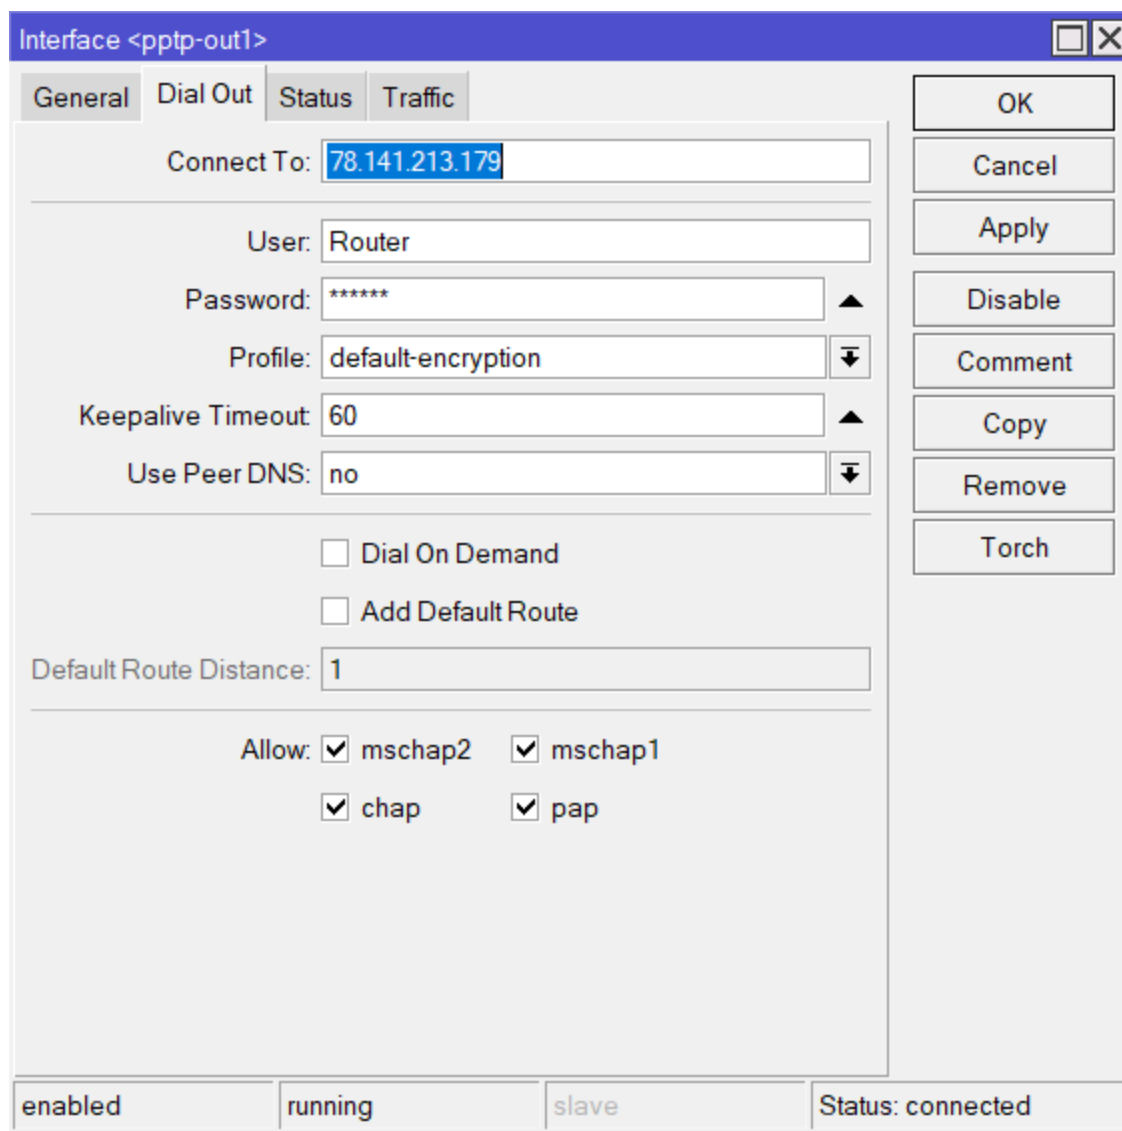 Interface <pptp-out1>
General Dial Out Status Traffic
OK
Connect To: 78.141.213.179
Cancel
User: Router
Apply
Password: ******
Disable
Profile: default-encryption
Comment
Keepalive Timeout: 60
Copy
Use Peer DNS: no
Remove
Dial On Demand
Torch
Add Default Route
Default Route Distance: 1
Allow: mschap2 mschap1
chap pap
enabled running slave Status: connected